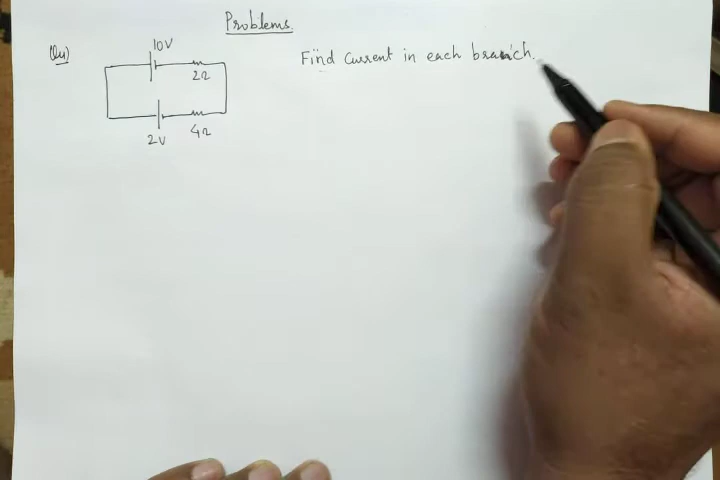 Problems.
Qu) 10V
2Ω
2V 4Ω
Find current in each branch.